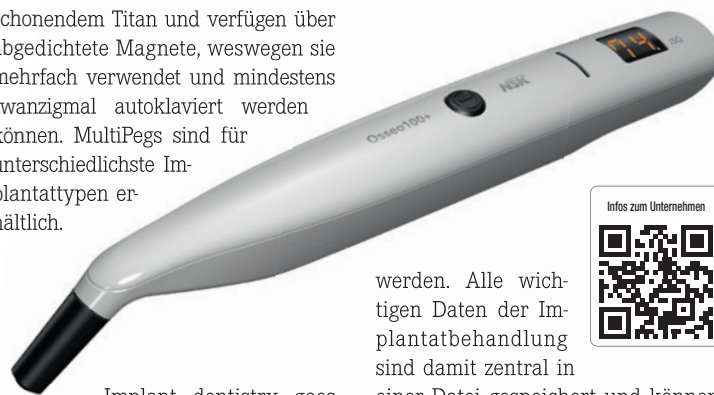 schonendem Titan und verfügen über
abgedichtete Magnete, weswegen sie
mehrfach verwendet und mindestens
zwanzigmal autoklaviert werden
können. MultiPegs sind für
unterschiedlichste Im-
plantattypen er-
hältlich.
Osseo100+
NSK
74.
ISQ
Infos zum Unternehmen
werden. Alle wich-
tigen Daten der Im-
plantatbehandlung
sind damit zentral in
einer Datei gespeichert und können
Implant dentistry goes